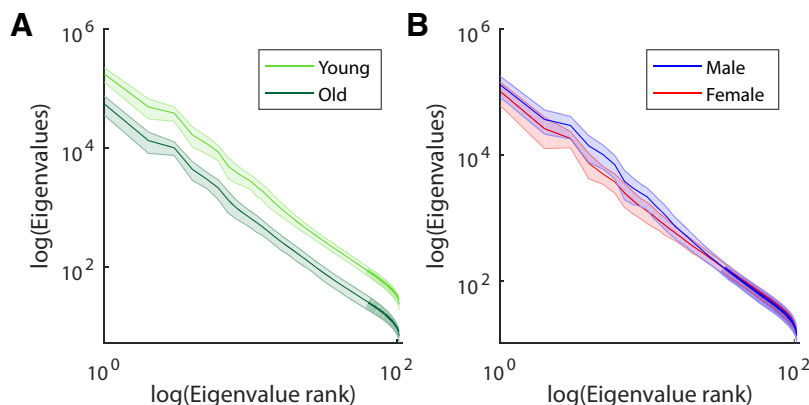 A
10^6
10^4
10^2
10^0
10^2
log(Eigenvalues)
log(Eigenvalue rank)
Young
Old
B
10^6
10^4
10^2
10^0
10^2
log(Eigenvalues)
log(Eigenvalue rank)
Male
Female